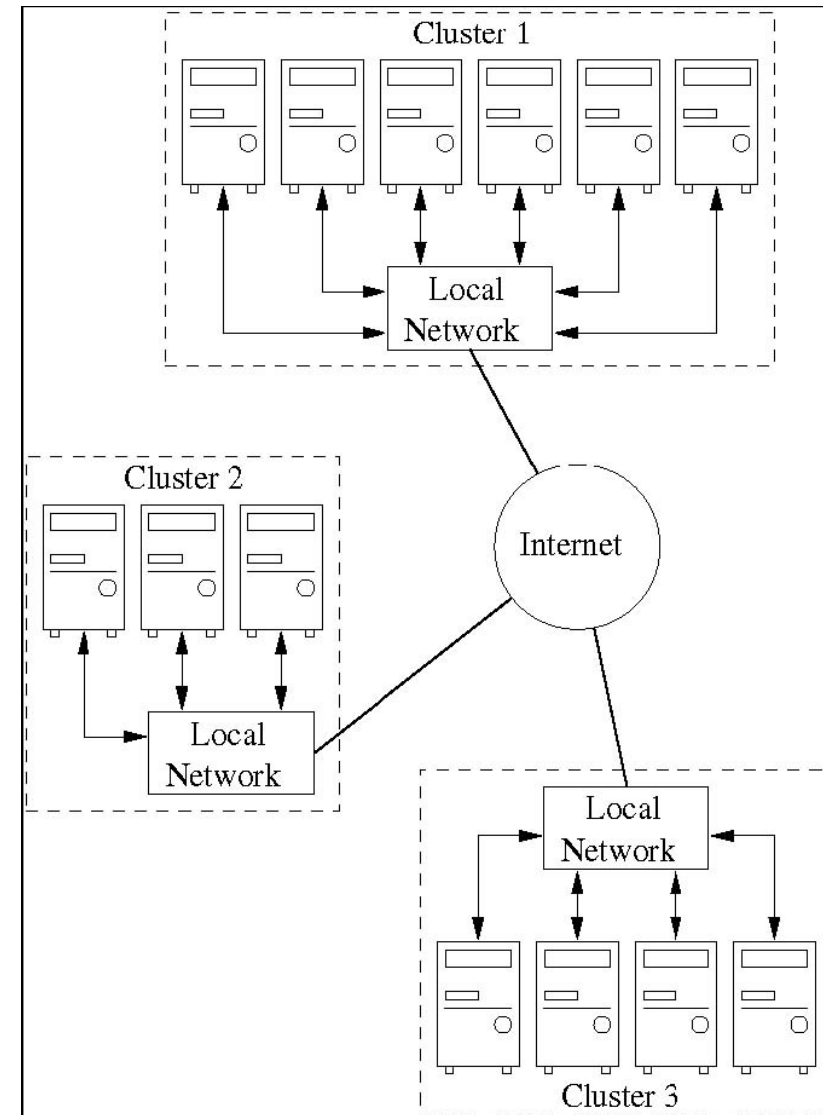 Cluster 1
Local
Network
Cluster 2
Internet
Local
Network
Local
Network
Cluster 3